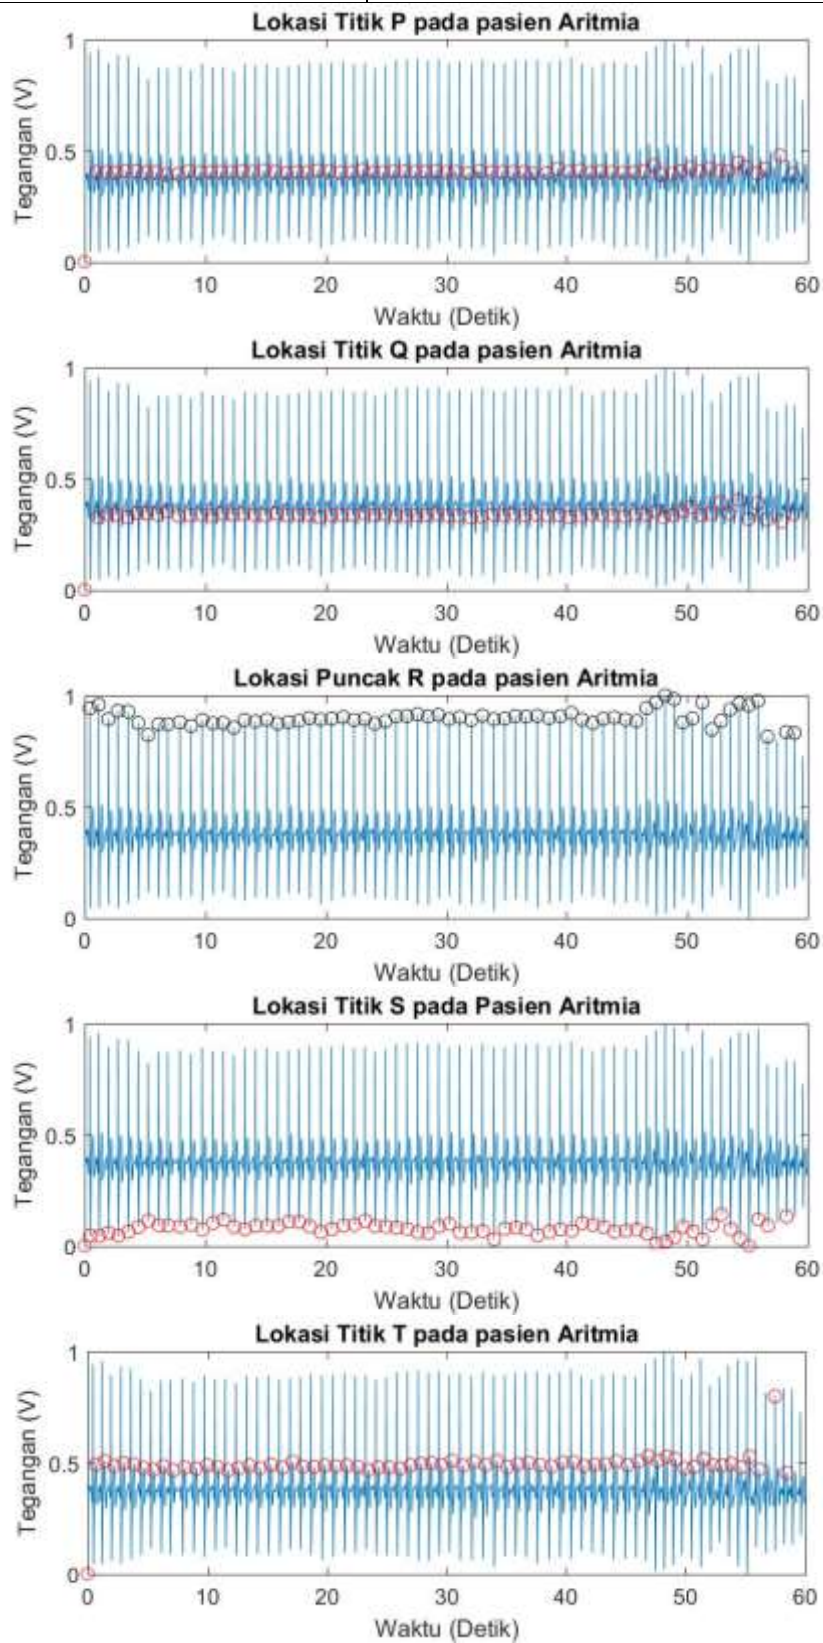 Lokasi Titik P pada pasien Aritmia
1
0.5
0
Tegangan (V)
0 10 20 30 40 50 60
Waktu (Detik)
Lokasi Titik Q pada pasien Aritmia
1
0.5
0
Tegangan (V)
0 10 20 30 40 50 60
Waktu (Detik)
Lokasi Puncak R pada pasien Aritmia
1
0.5
0
Tegangan (V)
0 10 20 30 40 50 60
Waktu (Detik)
Lokasi Titik S pada Pasien Aritmia
1
0.5
0
Tegangan (V)
0 10 20 30 40 50 60
Waktu (Detik)
Lokasi Titik T pada pasien Aritmia
1
0.5
0
Tegangan (V)
0 10 20 30 40 50 60
Waktu (Detik)